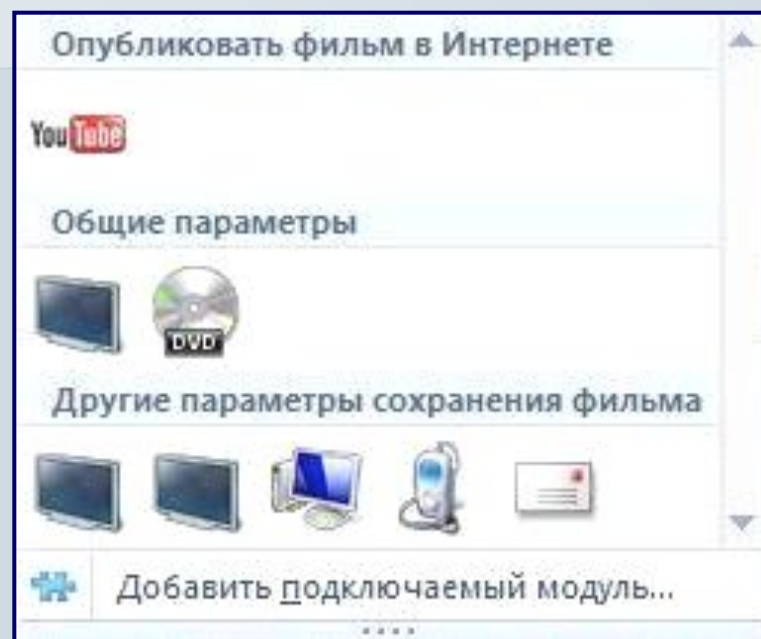 Опубликовать фильм в Интернете
YouTube
Общие параметры
DVD
Другие параметры сохранения фильма
Добавить подключаемый модуль...